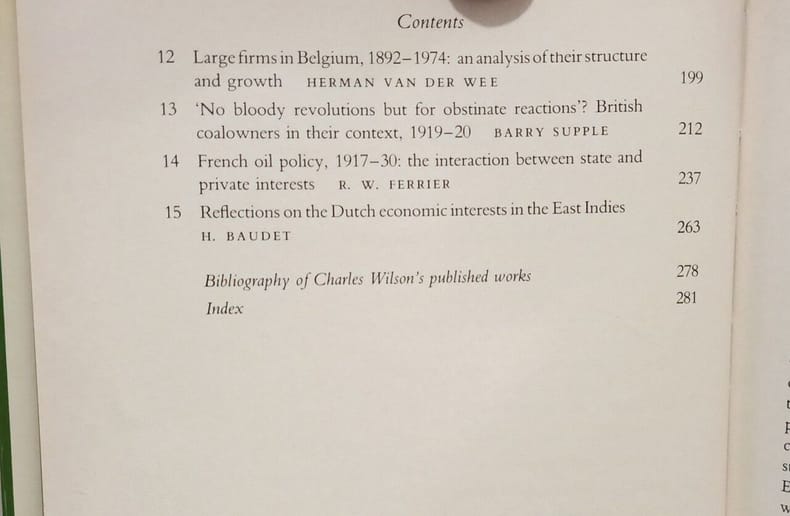 Contents
12 Large firms in Belgium, 1892–1974: an analysis of their structure
and growth HERMAN VAN DER WEE 199
13 ‘No bloody revolutions but for obstinate reactions’? British
coalowners in their context, 1919–20 BARRY SUPPLE 212
14 French oil policy, 1917–30: the interaction between state and
private interests R. W. FERRIER 237
15 Reflections on the Dutch economic interests in the East Indies
H. BAUDET 263
Bibliography of Charles Wilson's published works 278
Index 281